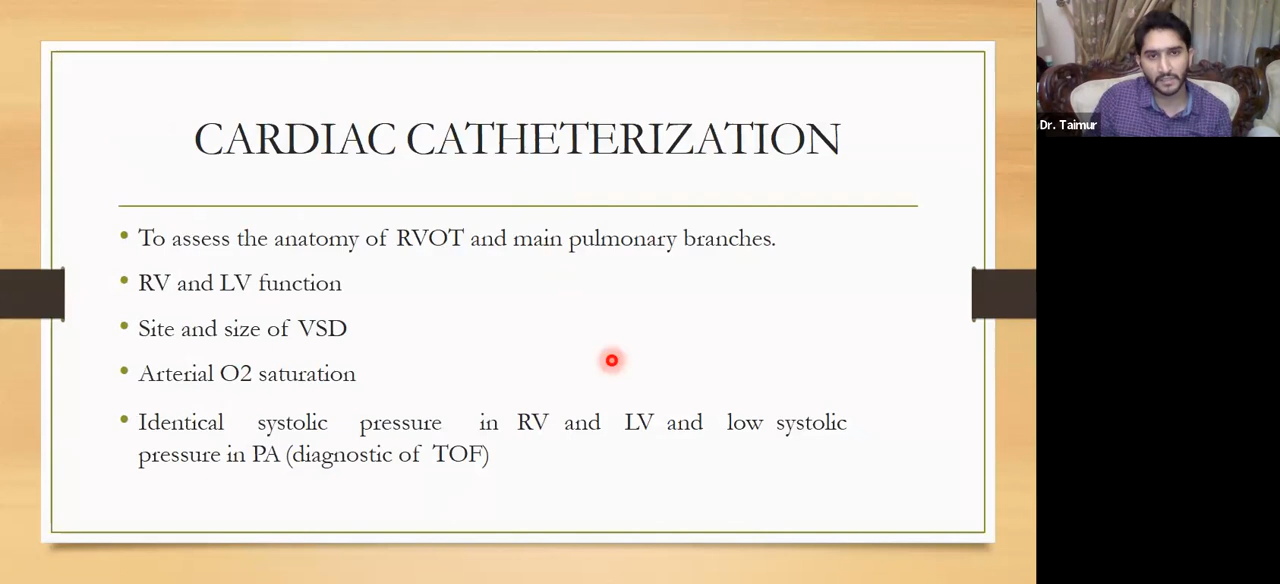 CARDIAC CATHETERIZATION
• To assess the anatomy of RVOT and main pulmonary branches.
• RV and LV function
• Site and size of VSD
• Arterial O2 saturation
• Identical systolic pressure in RV and LV and low systolic
pressure in PA (diagnostic of TOF)
Dr. Taimur